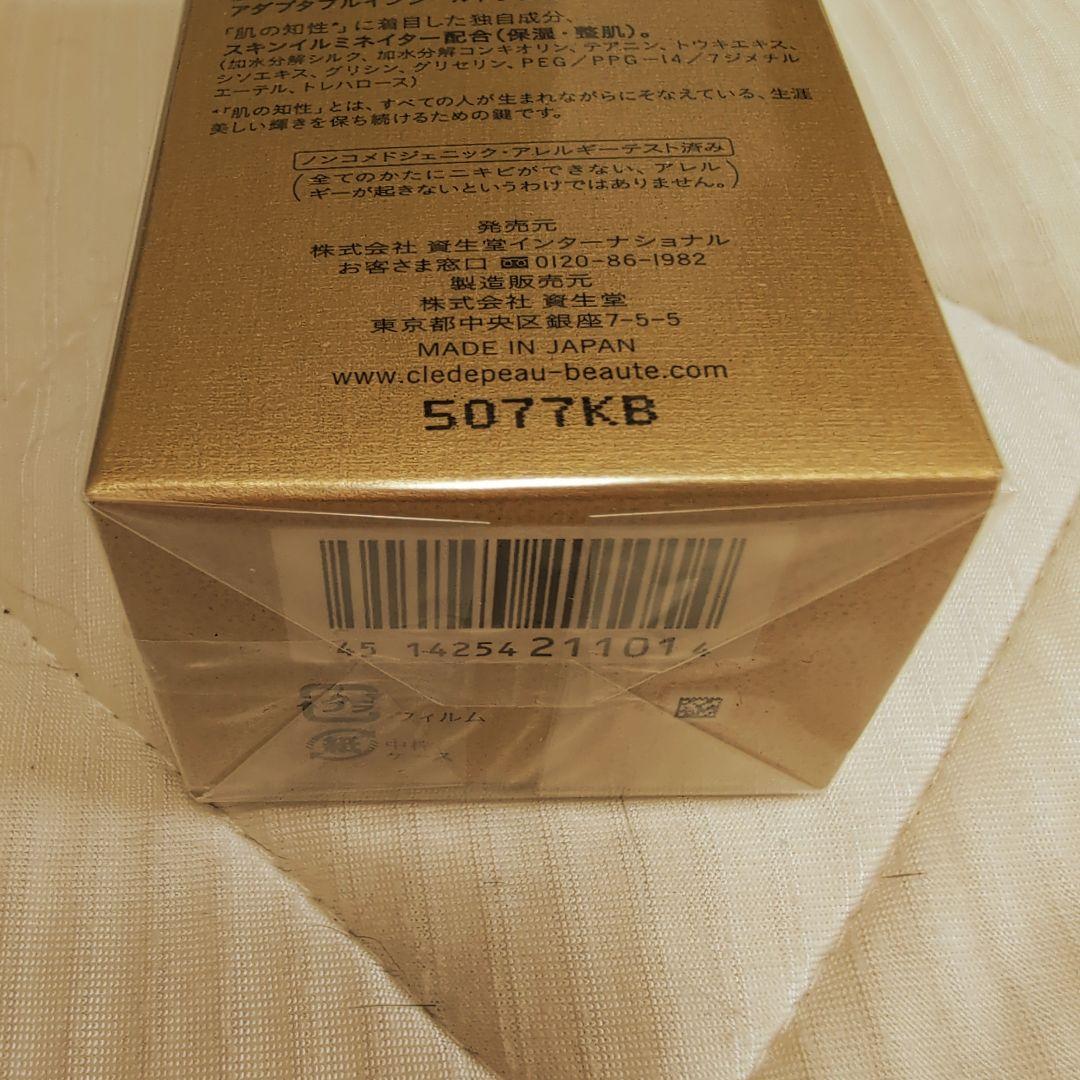 「肌の知性*」に着目した独自成分、
スキンイルミネイター配合(保湿・整肌)。
(加水分解シルク、加水分解コンキオリン、テアニン、トウキエキス、
シソエキス、グリシン、グリセリン、PEG/PPG-14/7ジメチル
エーテル、トレハロース)
*「肌の知性」とは、すべての人が生まれながらにそなえている、生涯
美しい輝きを保ち続けるための鍵です。
ノンコメドジェニック・アレルギーテスト済み
(全てのかたにニキビができない、アレル
ギーが起きないというわけではありません。)
発売元
株式会社 資生堂インターナショナル
お客さま窓口 0120-86-1982
製造販売元
株式会社 資生堂
東京都中央区銀座7-5-5
MADE IN JAPAN
www.cledepeau-beaute.com
5077KB
45 14254 211014
プラ フィルム
紙 中枠
ケース